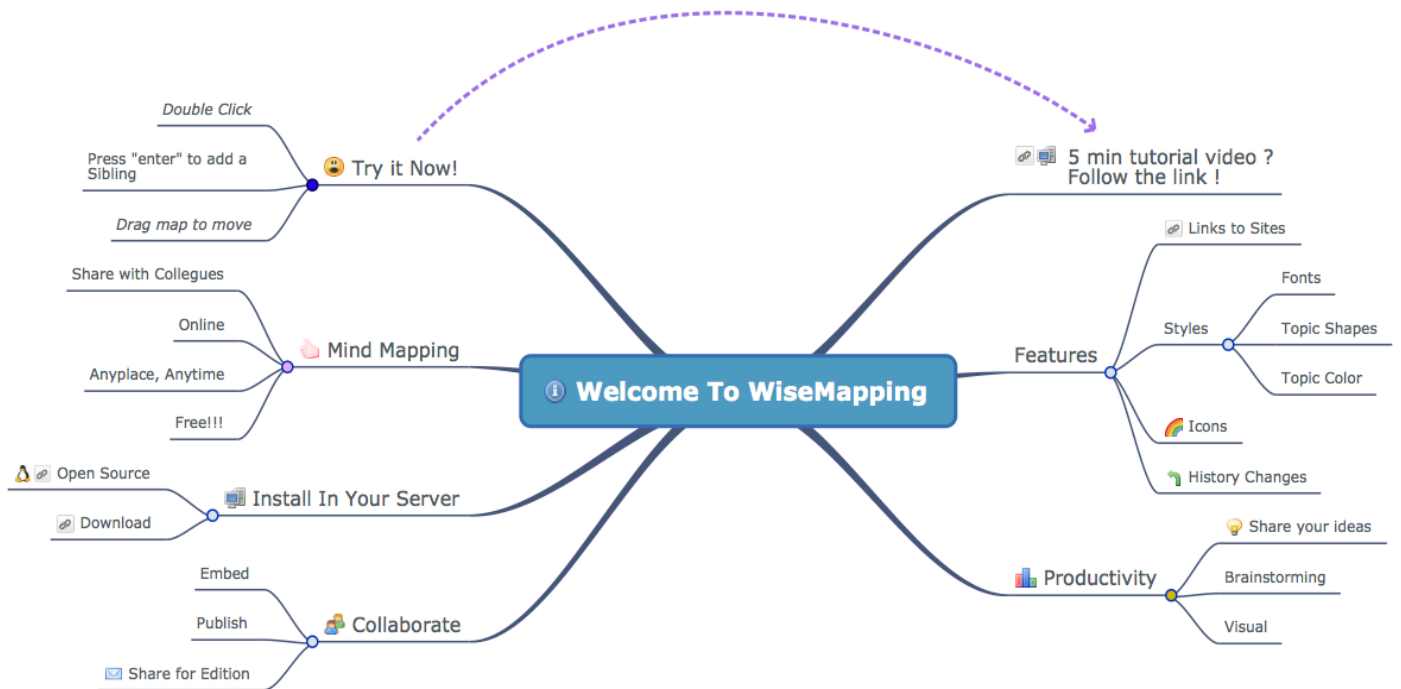 Welcome To WiseMapping
Try it Now!
Double Click
Press "enter" to add a
Sibling
Drag map to move
Mind Mapping
Share with Collegues
Online
Anyplace, Anytime
Free!!!
Install In Your Server
Open Source
Download
Collaborate
Embed
Publish
Share for Edition
5 min tutorial video ?
Follow the link !
Features
Links to Sites
Styles
Fonts
Topic Shapes
Topic Color
Icons
History Changes
Productivity
Share your ideas
Brainstorming
Visual